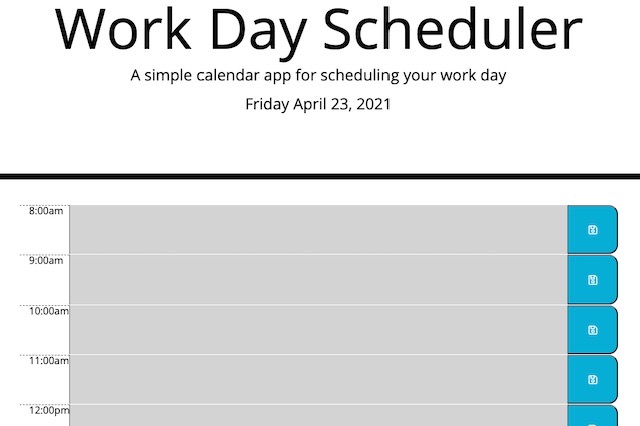 Work Day Scheduler
A simple calendar app for scheduling your work day
Friday April 23, 2021
8:00am
9:00am
10:00am
11:00am
12:00pm